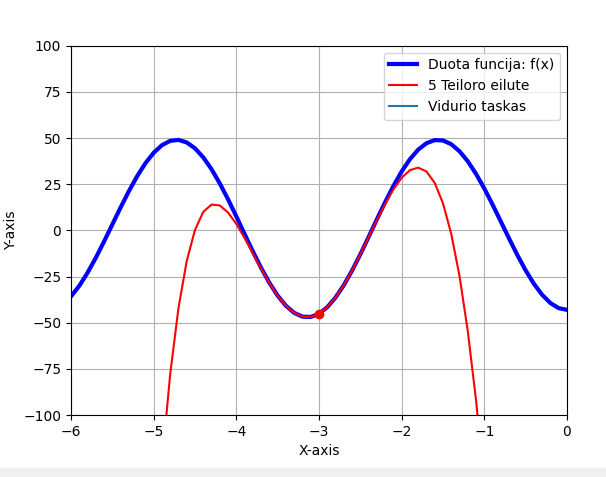 Duota funcija: f(x)
5 Teiloro eilute
Vidurio taskas
100
75
50
25
0
−25
−50
−75
−100
Y-axis
−6 −5 −4 −3 −2 −1 0
X-axis